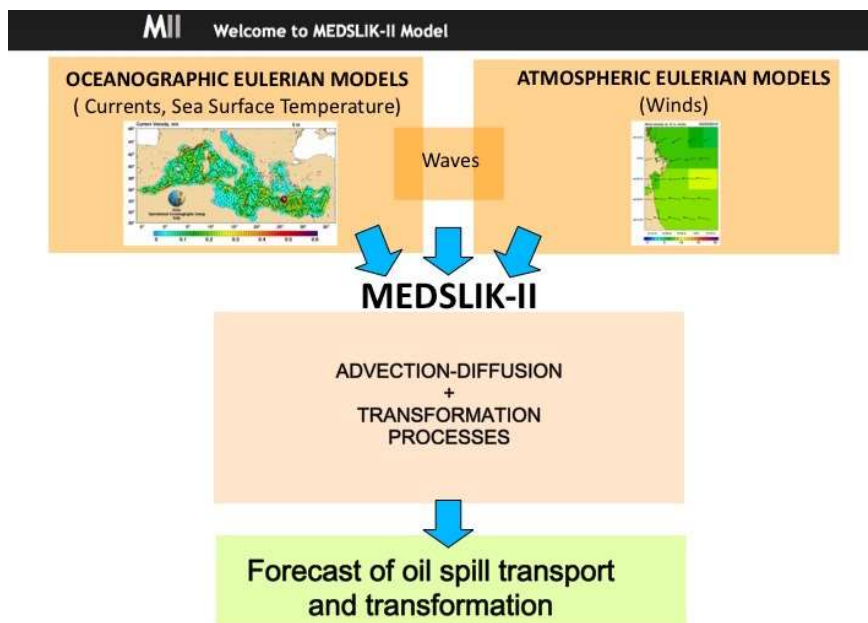 MII Welcome to MEDSLIK-II Model
OCEANOGRAPHIC EULERIAN MODELS
( Currents, Sea Surface Temperature)
ATMOSPHERIC EULERIAN MODELS
(Winds)
Waves
MEDSLIK-II
ADVECTION-DIFFUSION
+
TRANSFORMATION
PROCESSES
Forecast of oil spill transport
and transformation